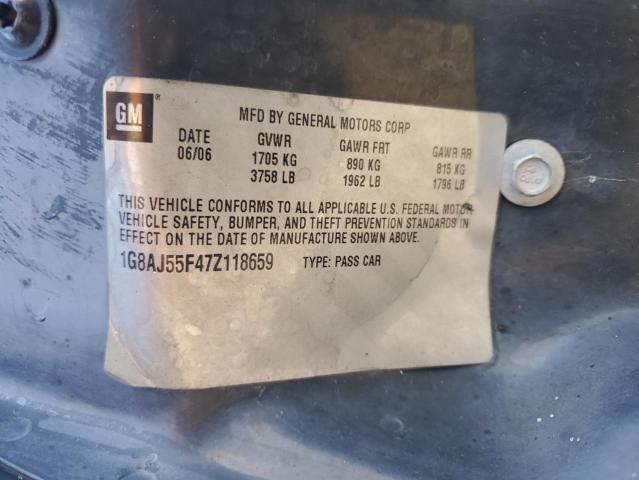 GM ®
MFD BY GENERAL MOTORS CORP
DATE GVWR GAWR FRT GAWR RR
06/06 1705 KG 890 KG 815 KG
3758 LB 1962 LB 1796 LB
THIS VEHICLE CONFORMS TO ALL APPLICABLE U.S. FEDERAL MOTOR
VEHICLE SAFETY, BUMPER, AND THEFT PREVENTION STANDARDS IN
EFFECT ON THE DATE OF MANUFACTURE SHOWN ABOVE.
1G8AJ55F47Z118659 TYPE: PASS CAR